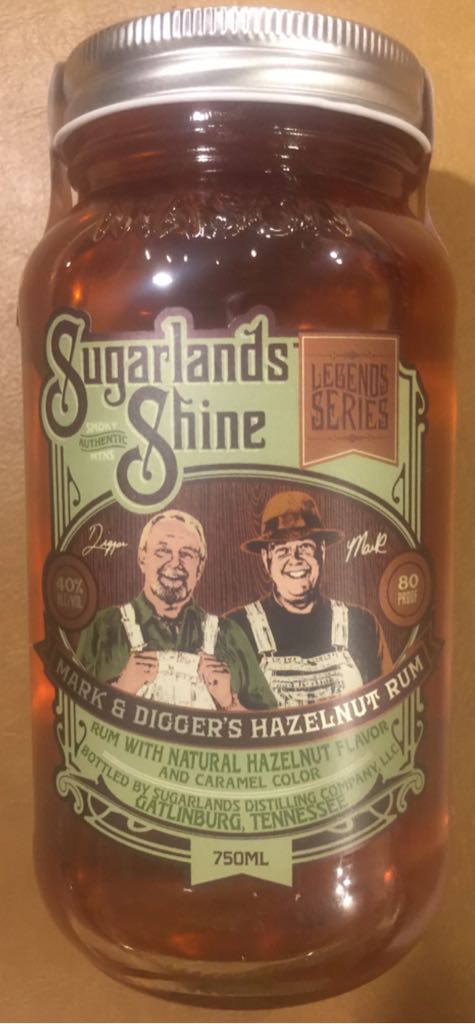 Sugarlands
Shine
LEGENDS
SERIES
SMOKY
AUTHENTIC
MTNS
Digger
Mark
40%
ALC/VOL
80
PROOF
MARK & DIGGER'S HAZELNUT RUM
RUM WITH NATURAL HAZELNUT FLAVOR
AND CARAMEL COLOR
BOTTLED BY SUGARLANDS DISTILLING COMPANY LLC
GATLINBURG, TENNESSEE
750ML